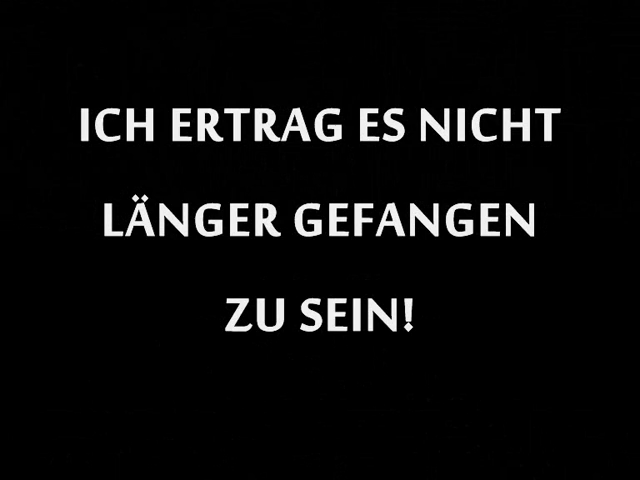 ICH ERTRAG ES NICHT
LÄNGER GEFANGEN
ZU SEIN!